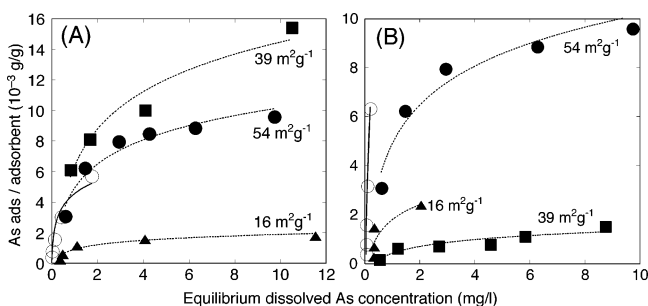 (A)
(B)
As ads / adsorbent (10⁻³ g/g)
16
14
12
10
8
6
4
2
0
39 m²g⁻¹
54 m²g⁻¹
16 m²g⁻¹
0 2 4 6 8 10 12
10
8
6
4
2
0
54 m²g⁻¹
16 m²g⁻¹
39 m²g⁻¹
0 2 4 6 8 10
Equilibrium dissolved As concentration (mg/l)